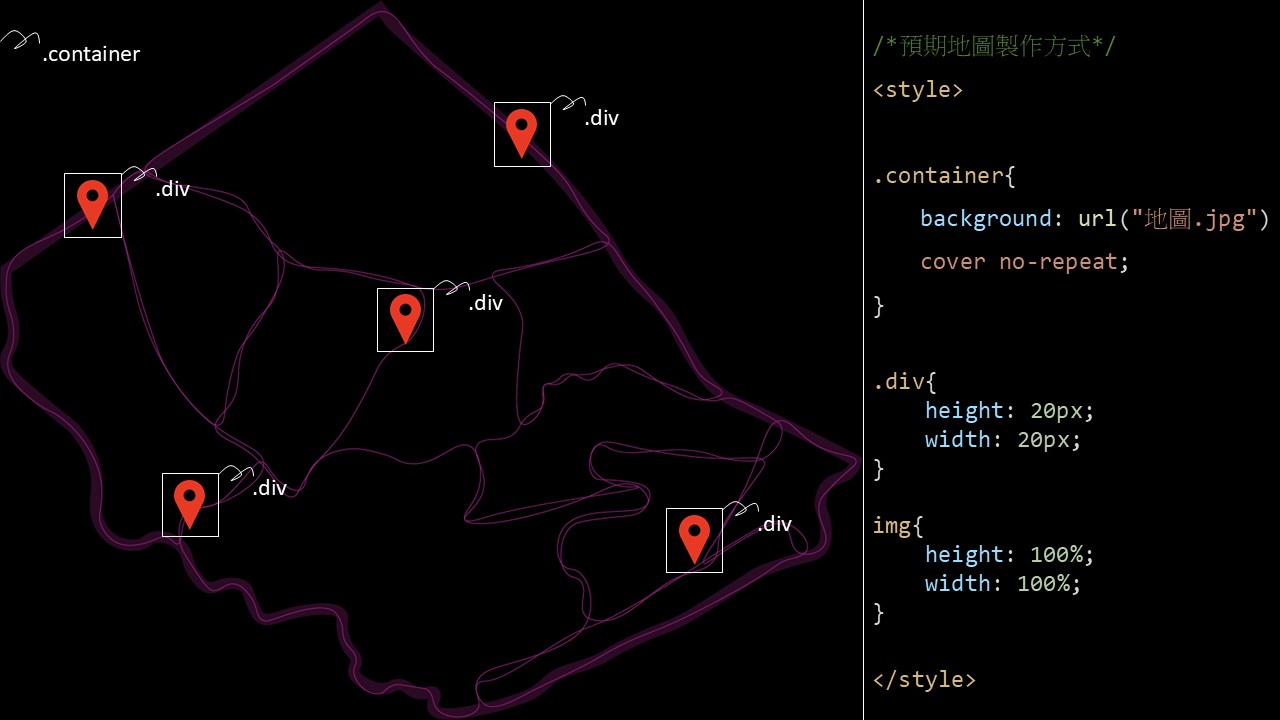 .container
.div
.div
.div
.div
.div
/*預期地圖製作方式*/
<style>
.container{
background: url("地圖.jpg")
cover no-repeat;
}
.div{
height: 20px;
width: 20px;
}
img{
height: 100%;
width: 100%;
}
</style>